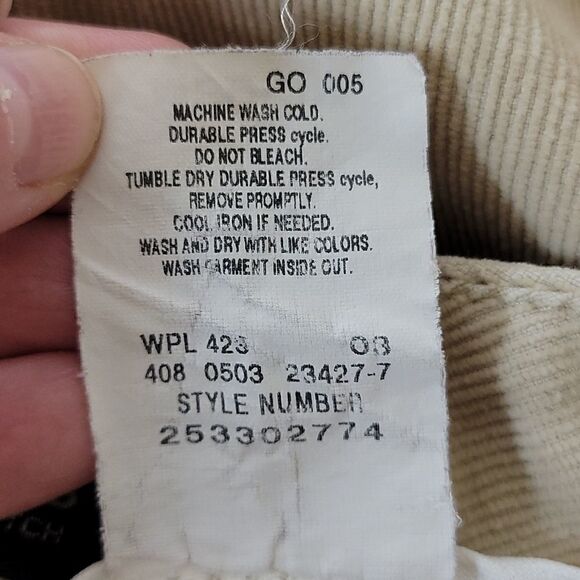 GO 005
MACHINE WASH COLD.
DURABLE PRESS cycle.
DO NOT BLEACH.
TUMBLE DRY DURABLE PRESS cycle,
REMOVE PROMPTLY.
COOL IRON IF NEEDED.
WASH AND DRY WITH LIKE COLORS.
WASH GARMENT INSIDE OUT.
WPL 423 03
408 0503 23427-7
STYLE NUMBER
253302774